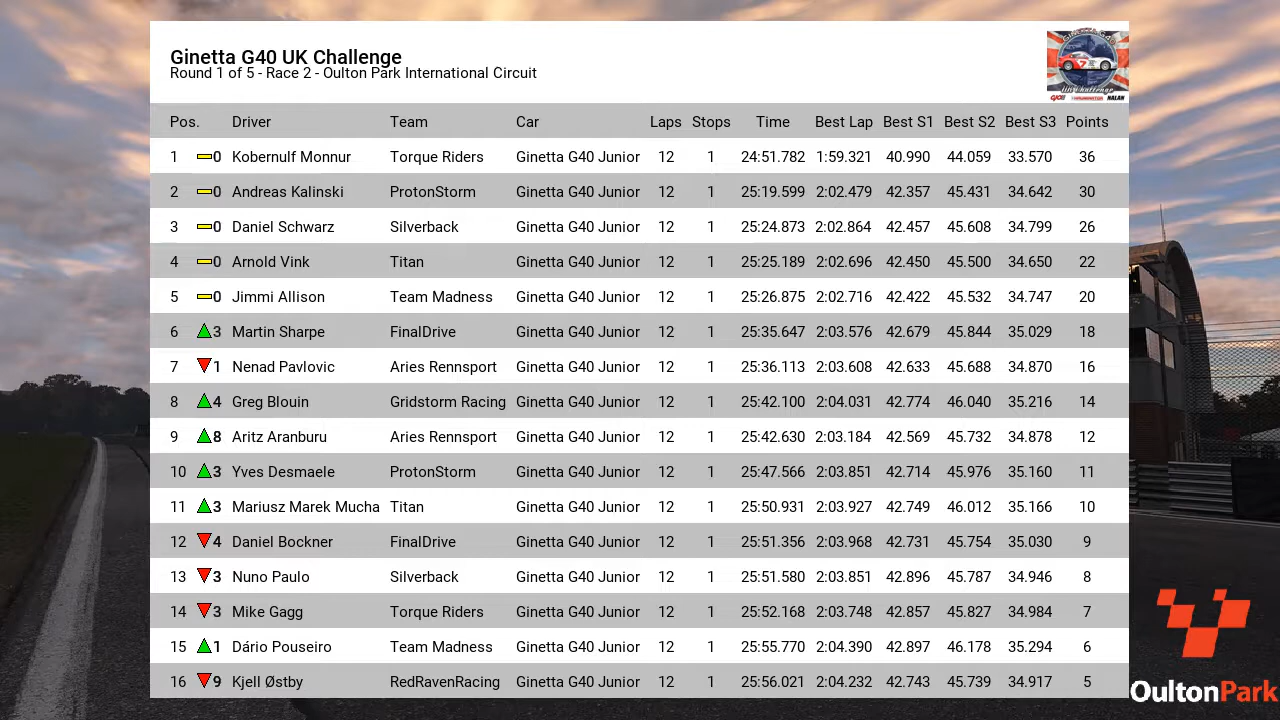 Ginetta G40 UK Challenge
Round 1 of 5 - Race 2 - Oulton Park International Circuit
GINETTA G40
UK Challenge
Pos. Driver Team Car Laps Stops Time Best Lap Best S1 Best S2 Best S3 Points
1 0 Kobernulf Monnur Torque Riders Ginetta G40 Junior 12 1 24:51.782 1:59.321 40.990 44.059 33.570 36
2 0 Andreas Kalinski ProtonStorm Ginetta G40 Junior 12 1 25:19.599 2:02.479 42.357 45.431 34.642 30
3 0 Daniel Schwarz Silverback Ginetta G40 Junior 12 1 25:24.873 2:02.864 42.457 45.608 34.799 26
4 0 Arnold Vink Titan Ginetta G40 Junior 12 1 25:25.189 2:02.696 42.450 45.500 34.650 22
5 0 Jimmi Allison Team Madness Ginetta G40 Junior 12 1 25:26.875 2:02.716 42.422 45.532 34.747 20
6 3 Martin Sharpe FinalDrive Ginetta G40 Junior 12 1 25:35.647 2:03.576 42.679 45.844 35.029 18
7 1 Nenad Pavlovic Aries Rennsport Ginetta G40 Junior 12 1 25:36.113 2:03.608 42.633 45.688 34.870 16
8 4 Greg Blouin Gridstorm Racing Ginetta G40 Junior 12 1 25:42.100 2:04.031 42.774 46.040 35.216 14
9 8 Aritz Aranburu Aries Rennsport Ginetta G40 Junior 12 1 25:42.630 2:03.184 42.569 45.732 34.878 12
10 3 Yves Desmaele ProtonStorm Ginetta G40 Junior 12 1 25:47.566 2:03.851 42.714 45.976 35.160 11
11 3 Mariusz Marek Mucha Titan Ginetta G40 Junior 12 1 25:50.931 2:03.927 42.749 46.012 35.166 10
12 4 Daniel Bockner FinalDrive Ginetta G40 Junior 12 1 25:51.356 2:03.968 42.731 45.754 35.030 9
13 3 Nuno Paulo Silverback Ginetta G40 Junior 12 1 25:51.580 2:03.851 42.896 45.787 34.946 8
14 3 Mike Gagg Torque Riders Ginetta G40 Junior 12 1 25:52.168 2:03.748 42.857 45.827 34.984 7
15 1 Dário Pouseiro Team Madness Ginetta G40 Junior 12 1 25:55.770 2:04.390 42.897 46.178 35.294 6
16 9 Kjell Østby RedRavenRacing Ginetta G40 Junior 12 1 25:56.021 2:04.232 42.743 45.739 34.917 5
OultonPark